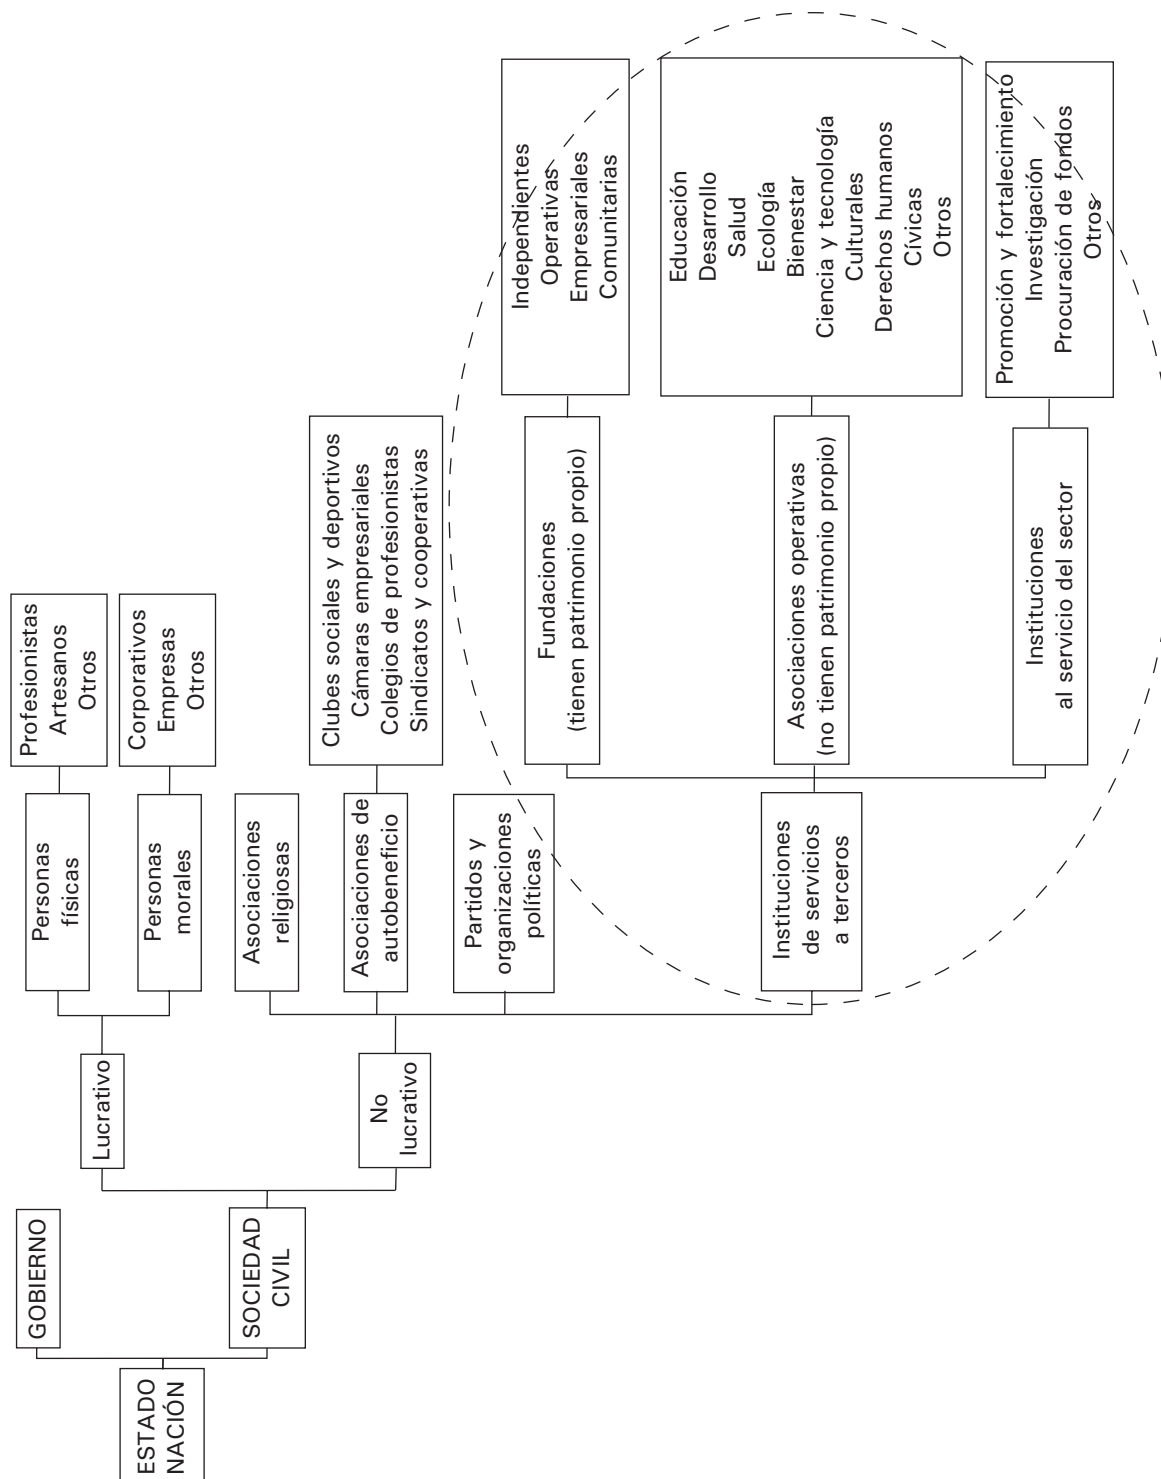 ESTADO
NACIÓN
GOBIERNO
SOCIEDAD
CIVIL
Lucrativo
No
lucrativo
Personas
físicas
Personas
morales
Asociaciones
religiosas
Asociaciones de
autobeneficio
Partidos y
organizaciones
políticas
Instituciones
de servicios
a terceros
Profesionistas
Artesanos
Otros
Corporativos
Empresas
Otros
Clubes sociales y deportivos
Cámaras empresariales
Colegios de profesionistas
Sindicatos y cooperativas
Fundaciones
(tienen patrimonio propio)
Asociaciones operativas
(no tienen patrimonio propio)
Instituciones
al servicio del sector
Independientes
Operativas
Empresariales
Comunitarias
Educación
Desarrollo
Salud
Ecología
Bienestar
Ciencia y tecnología
Culturales
Derechos humanos
Cívicas
Otros
Promoción y fortalecimiento
Investigación
Procuración de fondos
Otros